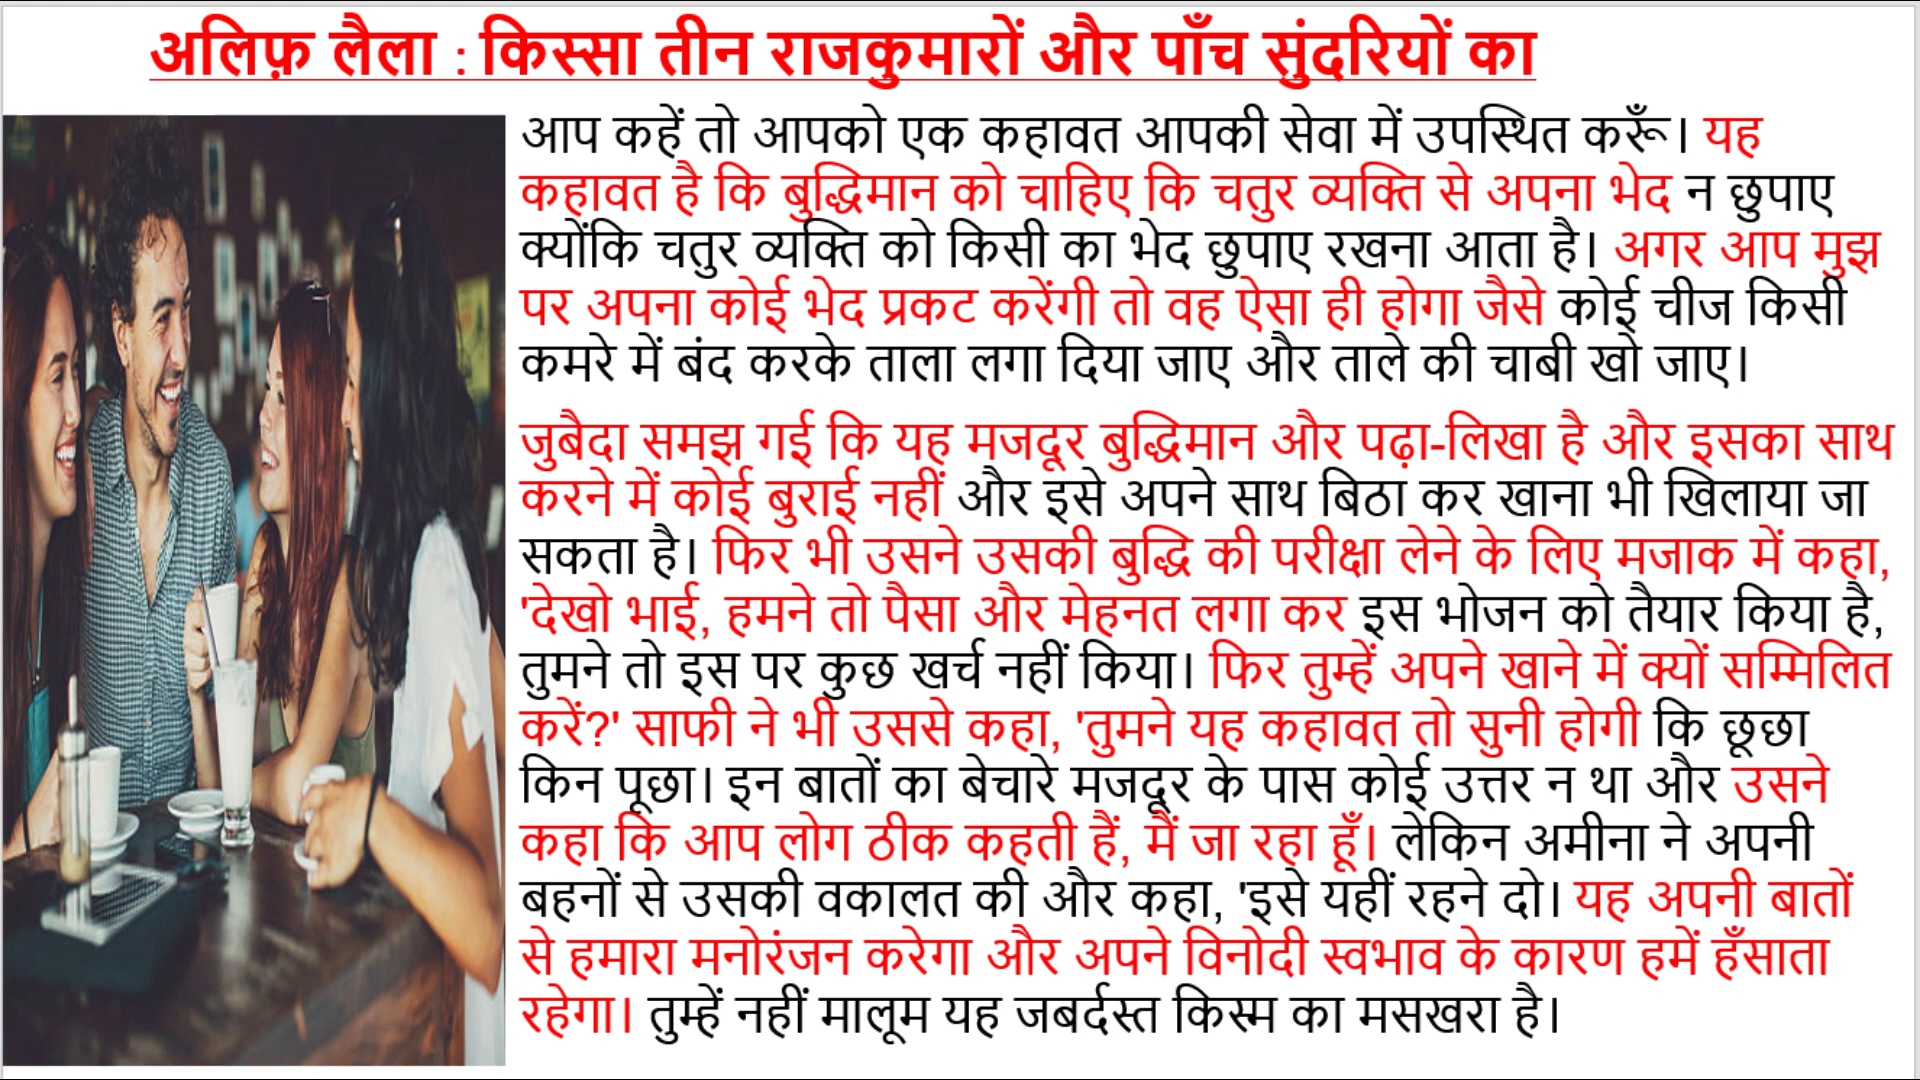 अलिफ़ लैला : किस्सा तीन राजकुमारों और पाँच सुंदरियों का
आप कहें तो आपको एक कहावत आपकी सेवा में उपस्थित करूँ। यह
कहावत है कि बुद्धिमान को चाहिए कि चतुर व्यक्ति से अपना भेद न छुपाए
क्योंकि चतुर व्यक्ति को किसी का भेद छुपाए रखना आता है। अगर आप मुझ
पर अपना कोई भेद प्रकट करेंगी तो वह ऐसा ही होगा जैसे कोई चीज किसी
कमरे में बंद करके ताला लगा दिया जाए और ताले की चाबी खो जाए।
जुबैदा समझ गई कि यह मजदूर बुद्धिमान और पढ़ा-लिखा है और इसका साथ
करने में कोई बुराई नहीं और इसे अपने साथ बिठा कर खाना भी खिलाया जा
सकता है। फिर भी उसने उसकी बुद्धि की परीक्षा लेने के लिए मजाक में कहा,
'देखो भाई, हमने तो पैसा और मेहनत लगा कर इस भोजन को तैयार किया है,
तुमने तो इस पर कुछ खर्च नहीं किया। फिर तुम्हें अपने खाने में क्यों सम्मिलित
करें?' साफी ने भी उससे कहा, 'तुमने यह कहावत तो सुनी होगी कि छूछा
किन पूछा। इन बातों का बेचारे मजदूर के पास कोई उत्तर न था और उसने
कहा कि आप लोग ठीक कहती हैं, मैं जा रहा हूँ। लेकिन अमीना ने अपनी
बहनों से उसकी वकालत की और कहा, 'इसे यहीं रहने दो। यह अपनी बातों
से हमारा मनोरंजन करेगा और अपने विनोदी स्वभाव के कारण हमें हँसाता
रहेगा। तुम्हें नहीं मालूम यह जबर्दस्त किस्म का मसखरा है।